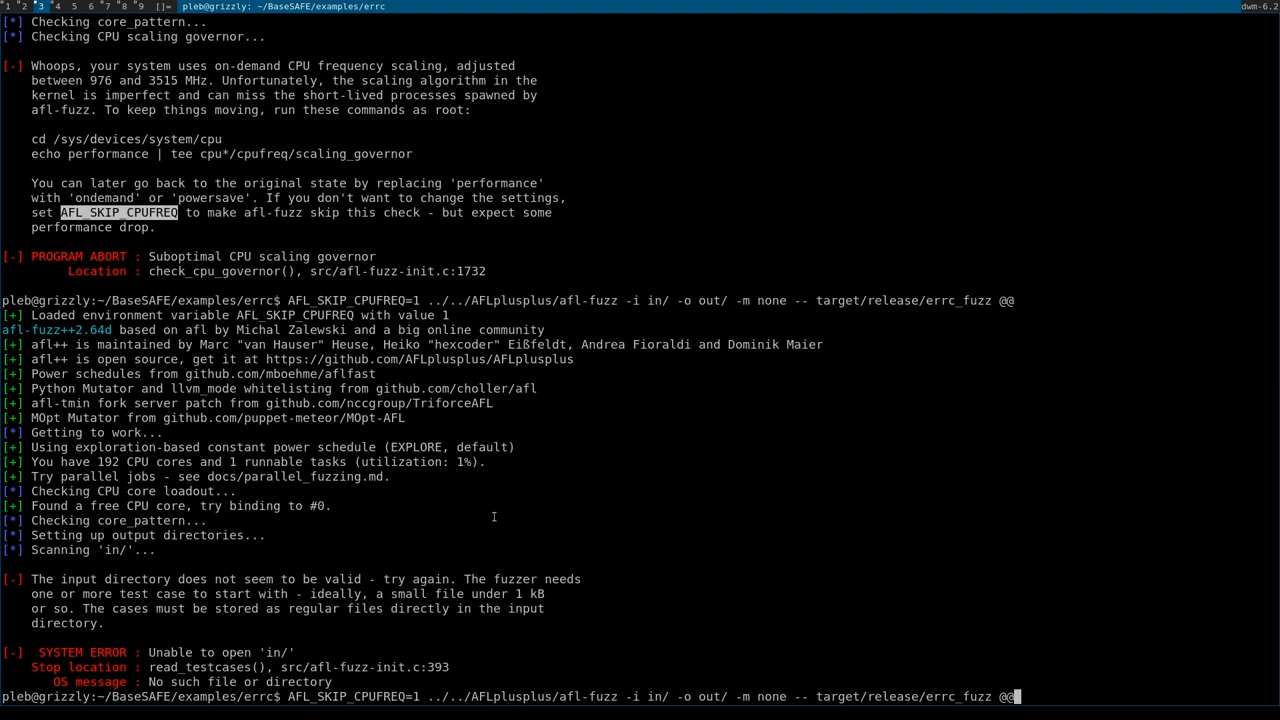 1 2 3 4 5 6 7 8 9 []= pleb@grizzly: ~/BaseSAFE/examples/errc dwm-6.2
[*] Checking core_pattern...
[*] Checking CPU scaling governor...
[-] Whoops, your system uses on-demand CPU frequency scaling, adjusted
between 976 and 3515 MHz. Unfortunately, the scaling algorithm in the
kernel is imperfect and can miss the short-lived processes spawned by
afl-fuzz. To keep things moving, run these commands as root:
cd /sys/devices/system/cpu
echo performance | tee cpu*/cpufreq/scaling_governor
You can later go back to the original state by replacing 'performance'
with 'ondemand' or 'powersave'. If you don't want to change the settings,
set AFL_SKIP_CPUFREQ to make afl-fuzz skip this check - but expect some
performance drop.
[-] PROGRAM ABORT : Suboptimal CPU scaling governor
Location : check_cpu_governor(), src/afl-fuzz-init.c:1732
pleb@grizzly:~/BaseSAFE/examples/errc$ AFL_SKIP_CPUFREQ=1 ../../AFLplusplus/afl-fuzz -i in/ -o out/ -m none -- target/release/errc_fuzz @@
[+] Loaded environment variable AFL_SKIP_CPUFREQ with value 1
afl-fuzz++2.64d based on afl by Michal Zalewski and a big online community
[+] afl++ is maintained by Marc "van Hauser" Heuse, Heiko "hexcoder" Eißfeldt, Andrea Fioraldi and Dominik Maier
[+] afl++ is open source, get it at https://github.com/AFLplusplus/AFLplusplus
[+] Power schedules from github.com/mboehme/aflfast
[+] Python Mutator and llvm_mode whitelisting from github.com/choller/afl
[+] afl-tmin fork server patch from github.com/nccgroup/TriforceAFL
[+] MOpt Mutator from github.com/puppet-meteor/MOpt-AFL
[*] Getting to work...
[+] Using exploration-based constant power schedule (EXPLORE, default)
[+] You have 192 CPU cores and 1 runnable tasks (utilization: 1%).
[+] Try parallel jobs - see docs/parallel_fuzzing.md.
[*] Checking CPU core loadout...
[+] Found a free CPU core, try binding to #0.
[*] Checking core_pattern...
[*] Setting up output directories...
[*] Scanning 'in/'...
[-] The input directory does not seem to be valid - try again. The fuzzer needs
one or more test case to start with - ideally, a small file under 1 kB
or so. The cases must be stored as regular files directly in the input
directory.
[-] SYSTEM ERROR : Unable to open 'in/'
Stop location : read_testcases(), src/afl-fuzz-init.c:393
OS message : No such file or directory
pleb@grizzly:~/BaseSAFE/examples/errc$ AFL_SKIP_CPUFREQ=1 ../../AFLplusplus/afl-fuzz -i in/ -o out/ -m none -- target/release/errc_fuzz @@